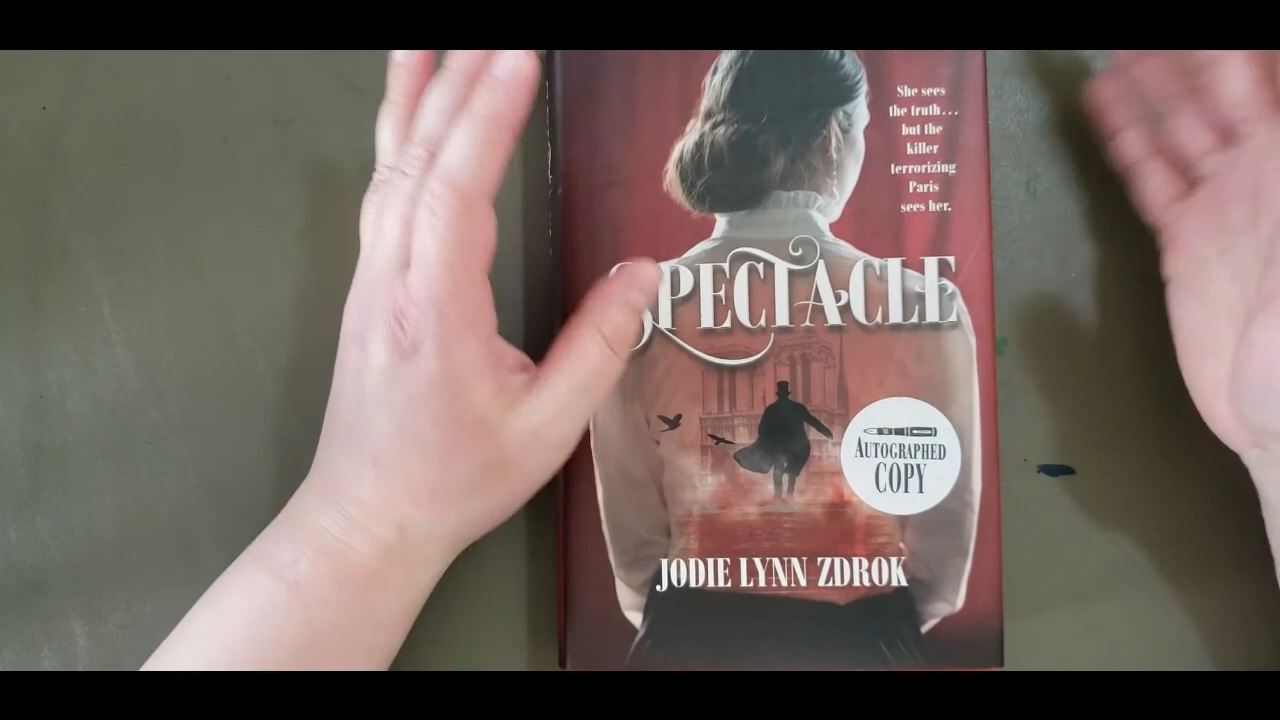 She sees
the truth...
but the
killer
terrorizing
Paris
sees her.
SPECTACLE
AUTOGRAPHED
COPY
JODIE LYNN ZDROK